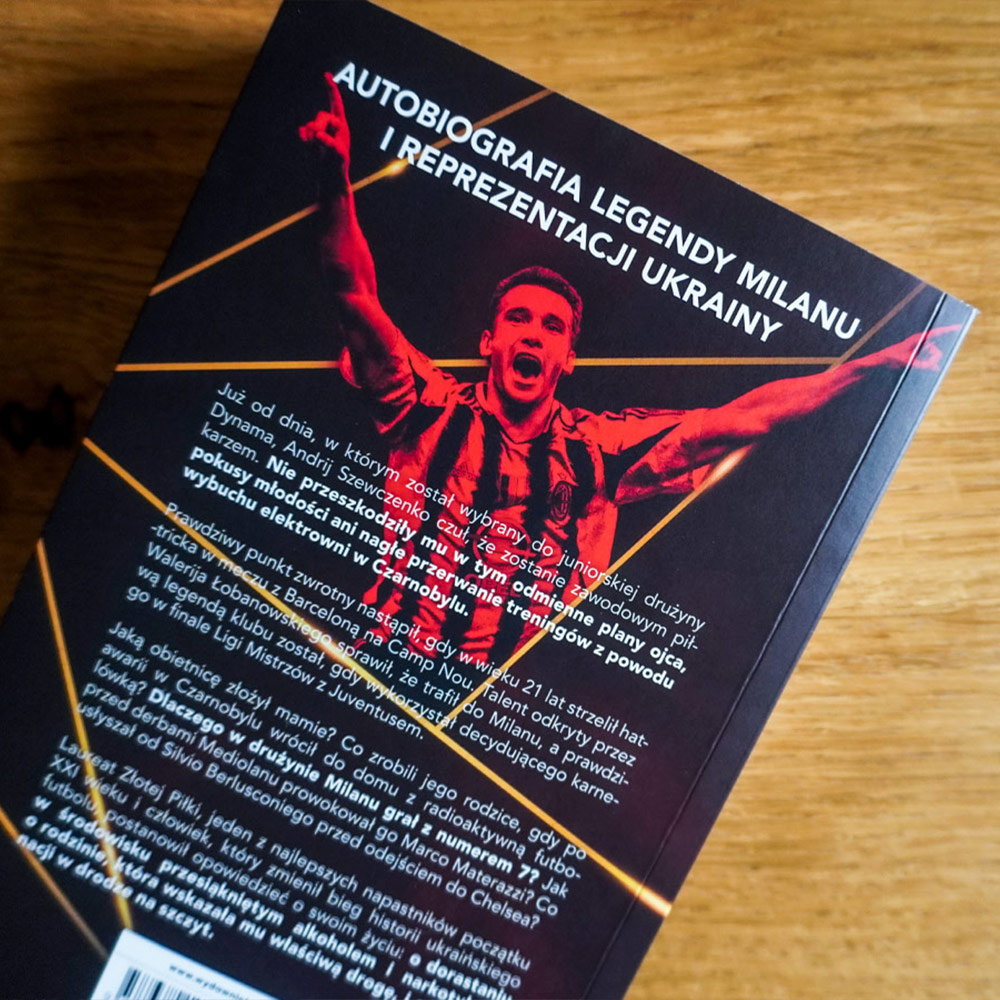 AUTOBIOGRAFIA LEGENDY MILANU
I REPREZENTACJI UKRAINY
Już od dnia, w którym został wybrany do juniorskiej drużyny
Dynama, Andrij Szewczenko czuł, że zostanie zawodowym pił-
karzem. Nie przeszkodziły mu w tym odmienne plany ojca,
pokusy młodości ani nagłe przerwanie treningów z powodu
wybuchu elektrowni w Czarnobylu.
Prawdziwy punkt zwrotny nastąpił, gdy w wieku 21 lat strzelił hat-
-tricka w meczu z Barceloną na Camp Nou. Talent odkryty przez
Walerija Łobanowskiego sprawił, że trafił do Milanu, a prawdzi-
wą legendą klubu został, gdy wykorzystał decydującego karne-
go w finale Ligi Mistrzów z Juventusem.
Jaką obietnicę złożył mamie? Co zrobili jego rodzice, gdy po
awarii w Czarnobylu wrócił do domu z radioaktywną futbo-
lówką? Dlaczego w drużynie Milanu grał z numerem 7? Jak
przed derbami Mediolanu prowokował go Marco Materazzi? Co
usłyszał od Silvio Berlusconiego przed odejściem do Chelsea?
Laureat Złotej Piłki, jeden z najlepszych napastników początku
XXI wieku i człowiek, który zmienił bieg historii ukraińskiego
futbolu, postanowił opowiedzieć o swoim życiu: o dorastaniu
w środowisku przesiąkniętym alkoholem i
o rodzinie, która wskazała mu właściwą drogę,
nacji w drodze na szczyt.